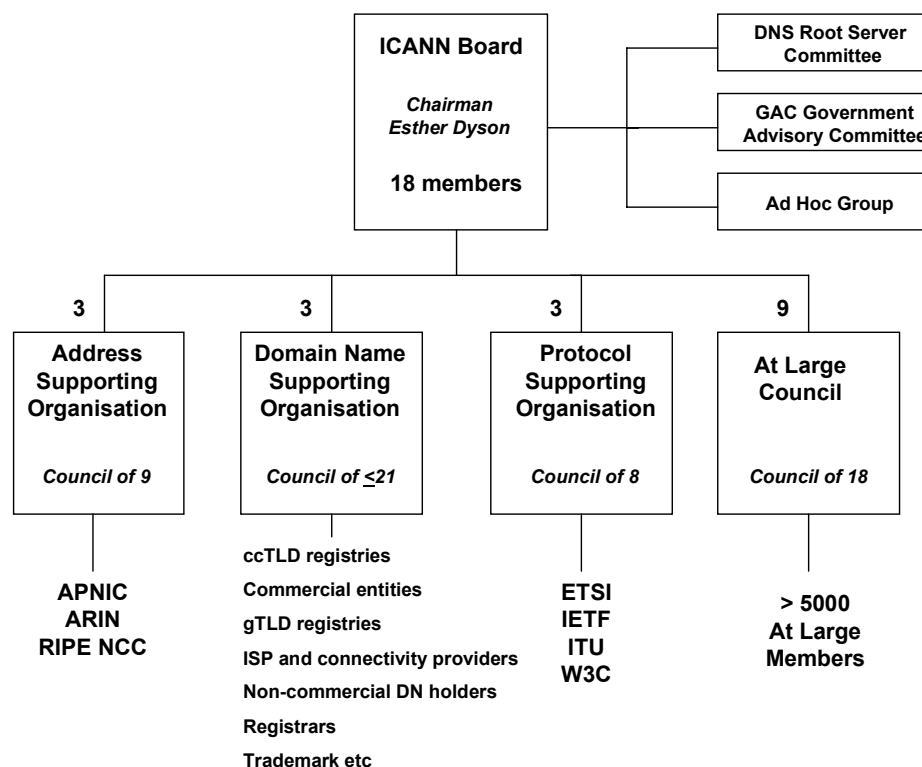 ICANN Board
Chairman
Esther Dyson
18 members
DNS Root Server
Committee
GAC Government
Advisory Committee
Ad Hoc Group
3
Address
Supporting
Organisation
Council of 9
APNIC
ARIN
RIPE NCC
3
Domain Name
Supporting
Organisation
Council of ≤21
ccTLD registries
Commercial entities
gTLD registries
ISP and connectivity providers
Non-commercial DN holders
Registrars
Trademark etc
3
Protocol
Supporting
Organisation
Council of 8
ETSI
IETF
ITU
W3C
9
At Large
Council
Council of 18
> 5000
At Large
Members